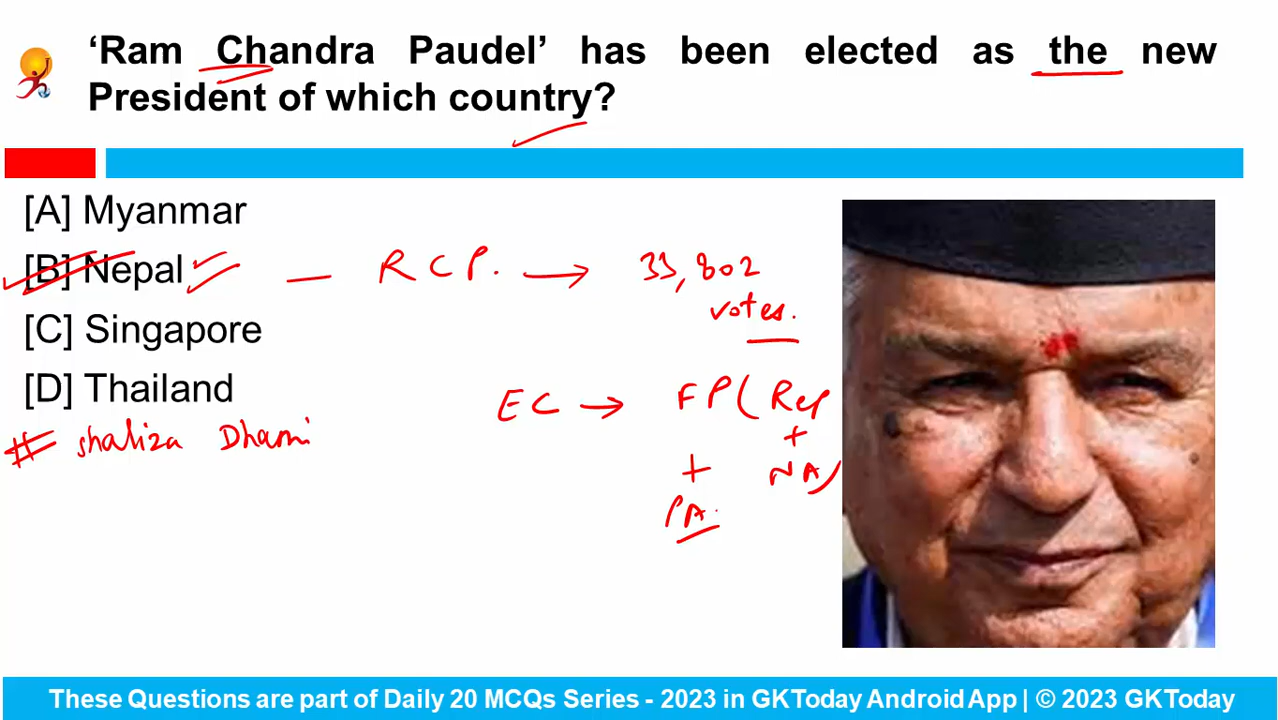 ‘Ram Chandra Paudel’ has been elected as the new
President of which country?
[A] Myanmar
[B] Nepal — R C P. → 33,802
votes.
[C] Singapore
[D] Thailand
EC → FP (Rep
+
+ NA)
PA.
# Shaliza Dhami
These Questions are part of Daily 20 MCQs Series - 2023 in GKToday Android App | © 2023 GKToday